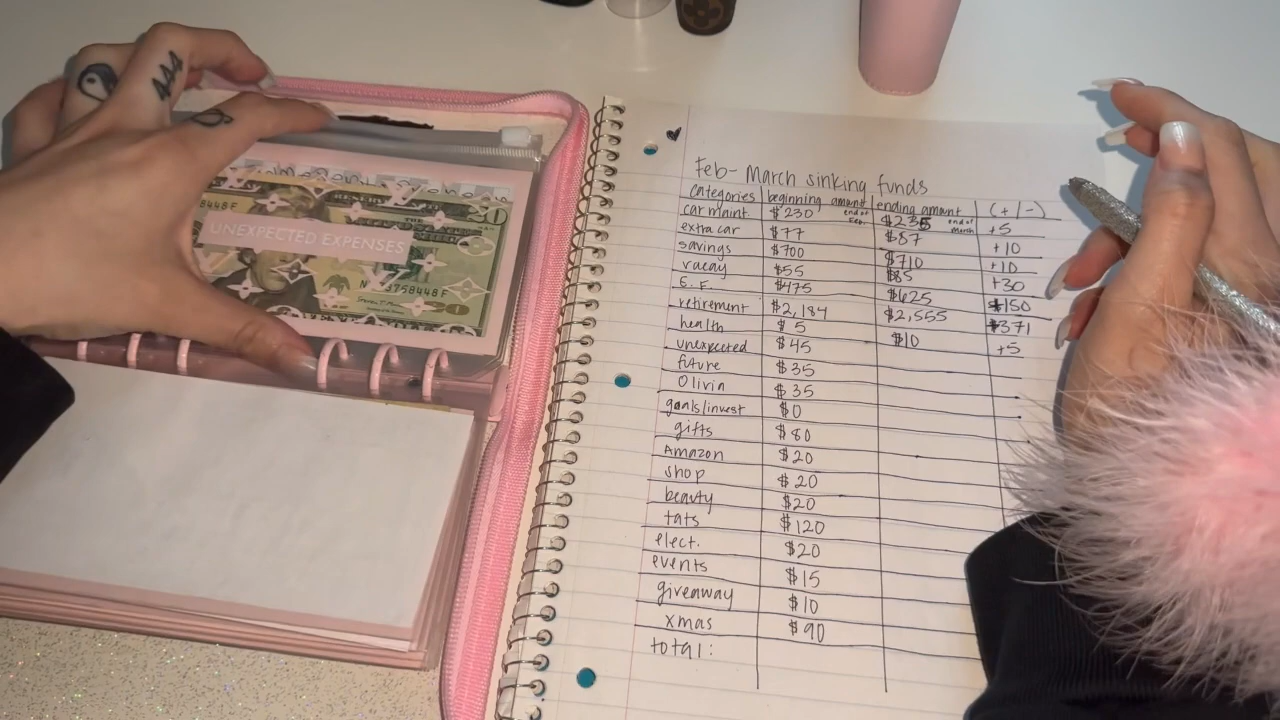 UNEXPECTED EXPENSES
20
8448F
3758448F
20
Feb - March sinking funds
categories | beginning amount end of Feb. | ending amount end of March | (+ | -)
car maint. | $230 | $235 | +5
extra car | $77 | $87 | +10
savings | $700 | $710 | +10
vacay | $55 | $85 | +30
E.F. | $475 | $625 | +150
retirement | $2,184 | $2,555 | +371
health | $5 | $10 | +5
unexpected | $45
future | $35
Olivia | $35
goals/invest | $0
gifts | $80
Amazon | $20
shop | $20
beauty | $20
tats | $120
elect. | $20
events | $15
giveaway | $10
xmas | $90
total: